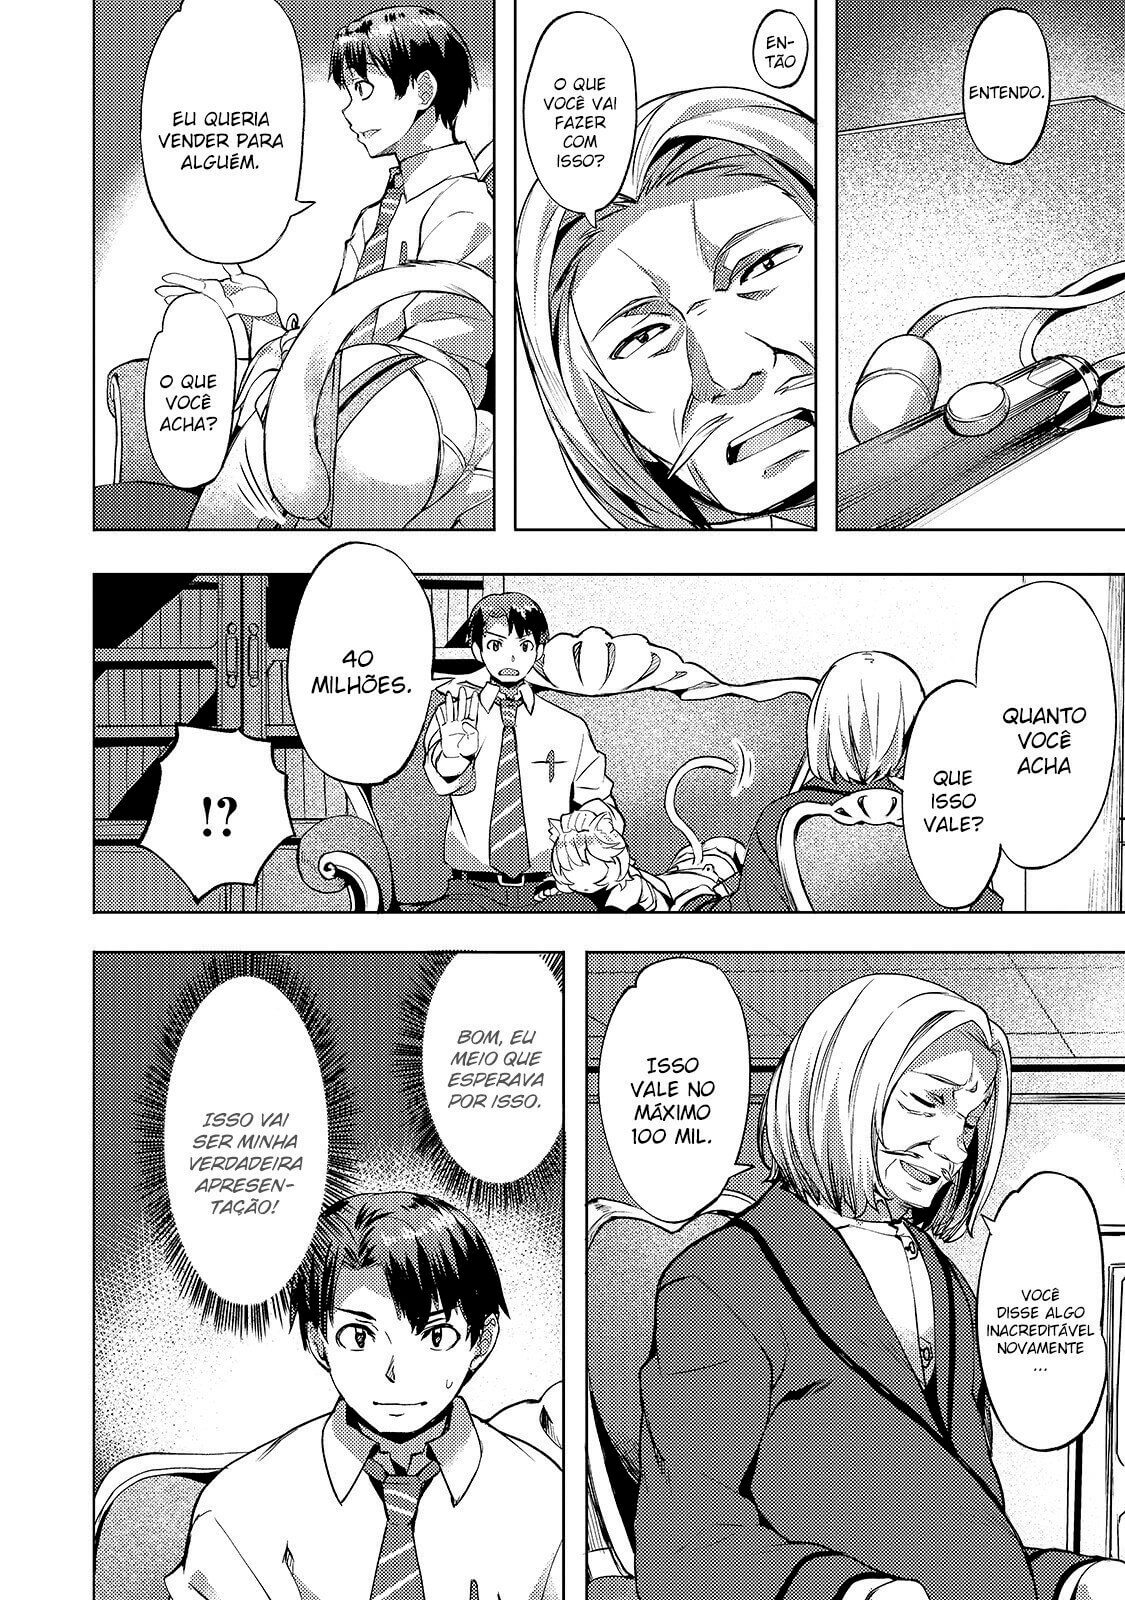 ENTENDO.
EN-
TÃO
O QUE
VOCÊ VAI
FAZER
COM
ISSO?
EU QUERIA
VENDER PARA
ALGUÉM.
O QUE
VOCÊ
ACHA?
QUANTO
VOCÊ
ACHA
QUE
ISSO
VALE?
40
MILHÕES.
!?
VOCÊ
DISSE ALGO
INACREDITÁVEL
NOVAMENTE
...
ISSO
VALE NO
MÁXIMO
100 MIL.
BOM, EU
MEIO QUE
ESPERAVA
POR ISSO.
ISSO VAI
SER MINHA
VERDADEIRA
APRESEN-
TAÇÃO!